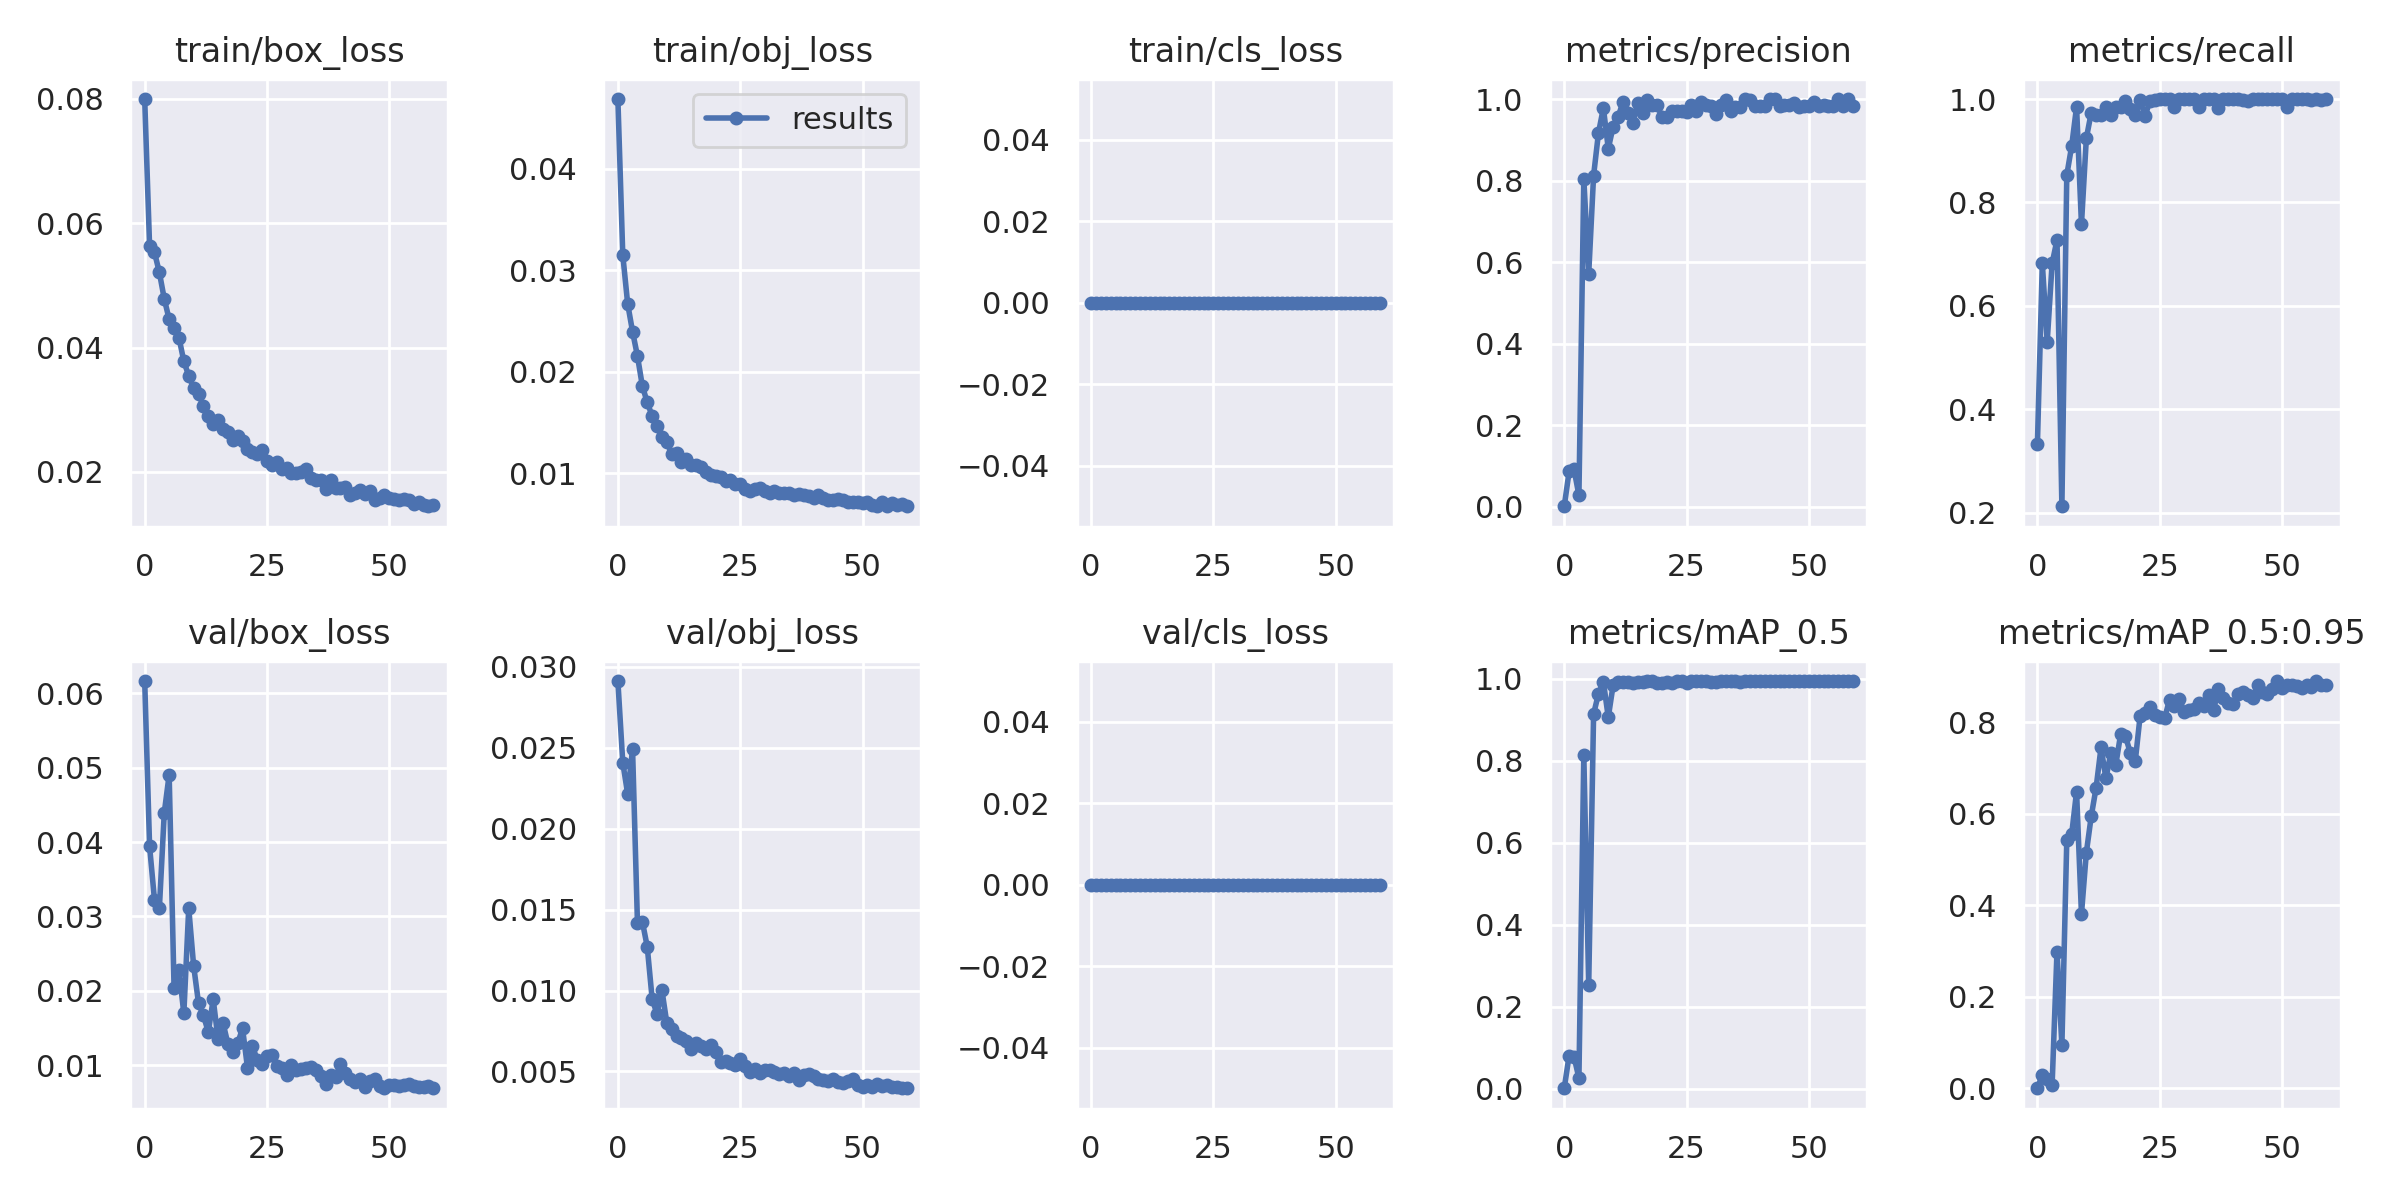 train/box_loss
0.08
0.06
0.04
0.02
0 25 50
train/obj_loss
results
0.04
0.03
0.02
0.01
0 25 50
train/cls_loss
0.04
0.02
0.00
−0.02
−0.04
0 25 50
metrics/precision
1.0
0.8
0.6
0.4
0.2
0.0
0 25 50
metrics/recall
1.0
0.8
0.6
0.4
0.2
0 25 50
val/box_loss
0.06
0.05
0.04
0.03
0.02
0.01
0 25 50
val/obj_loss
0.030
0.025
0.020
0.015
0.010
0.005
0 25 50
val/cls_loss
0.04
0.02
0.00
−0.02
−0.04
0 25 50
metrics/mAP_0.5
1.0
0.8
0.6
0.4
0.2
0.0
0 25 50
metrics/mAP_0.5:0.95
0.8
0.6
0.4
0.2
0.0
0 25 50